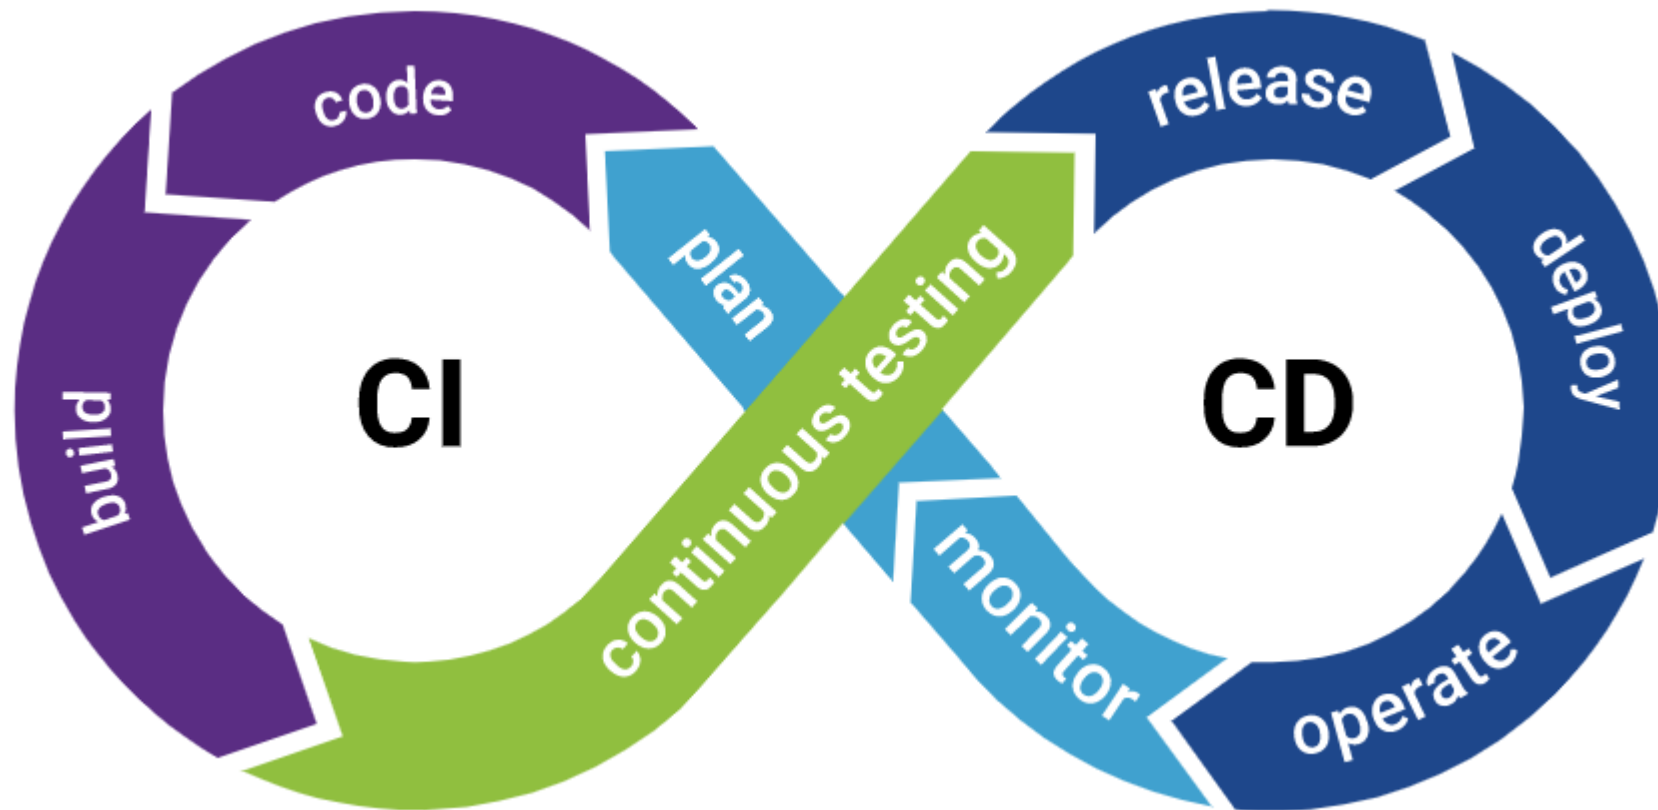 code
release
plan
continuous testing
deploy
CI
CD
build
monitor
operate